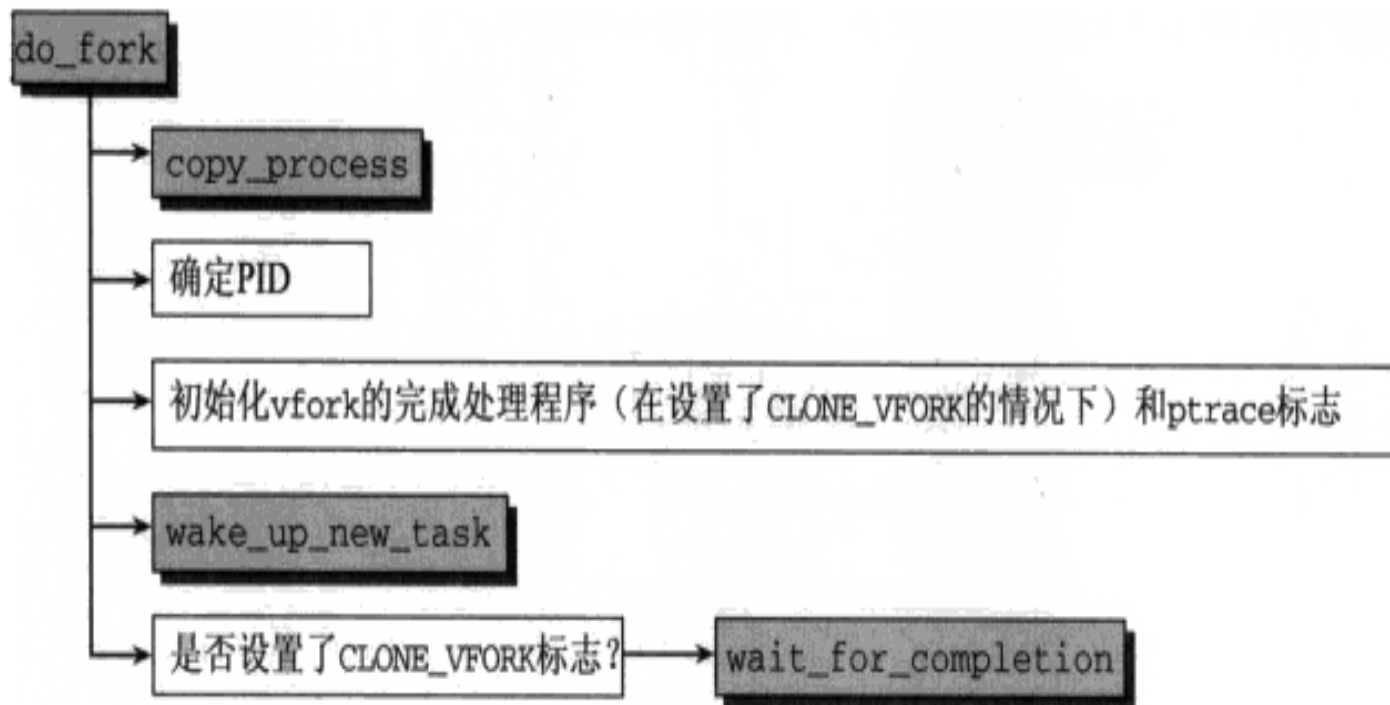 do_fork
copy_process
确定PID
初始化vfork的完成处理程序（在设置了CLONE_VFORK的情况下）和ptrace标志
wake_up_new_task
是否设置了CLONE_VFORK标志？
wait_for_completion